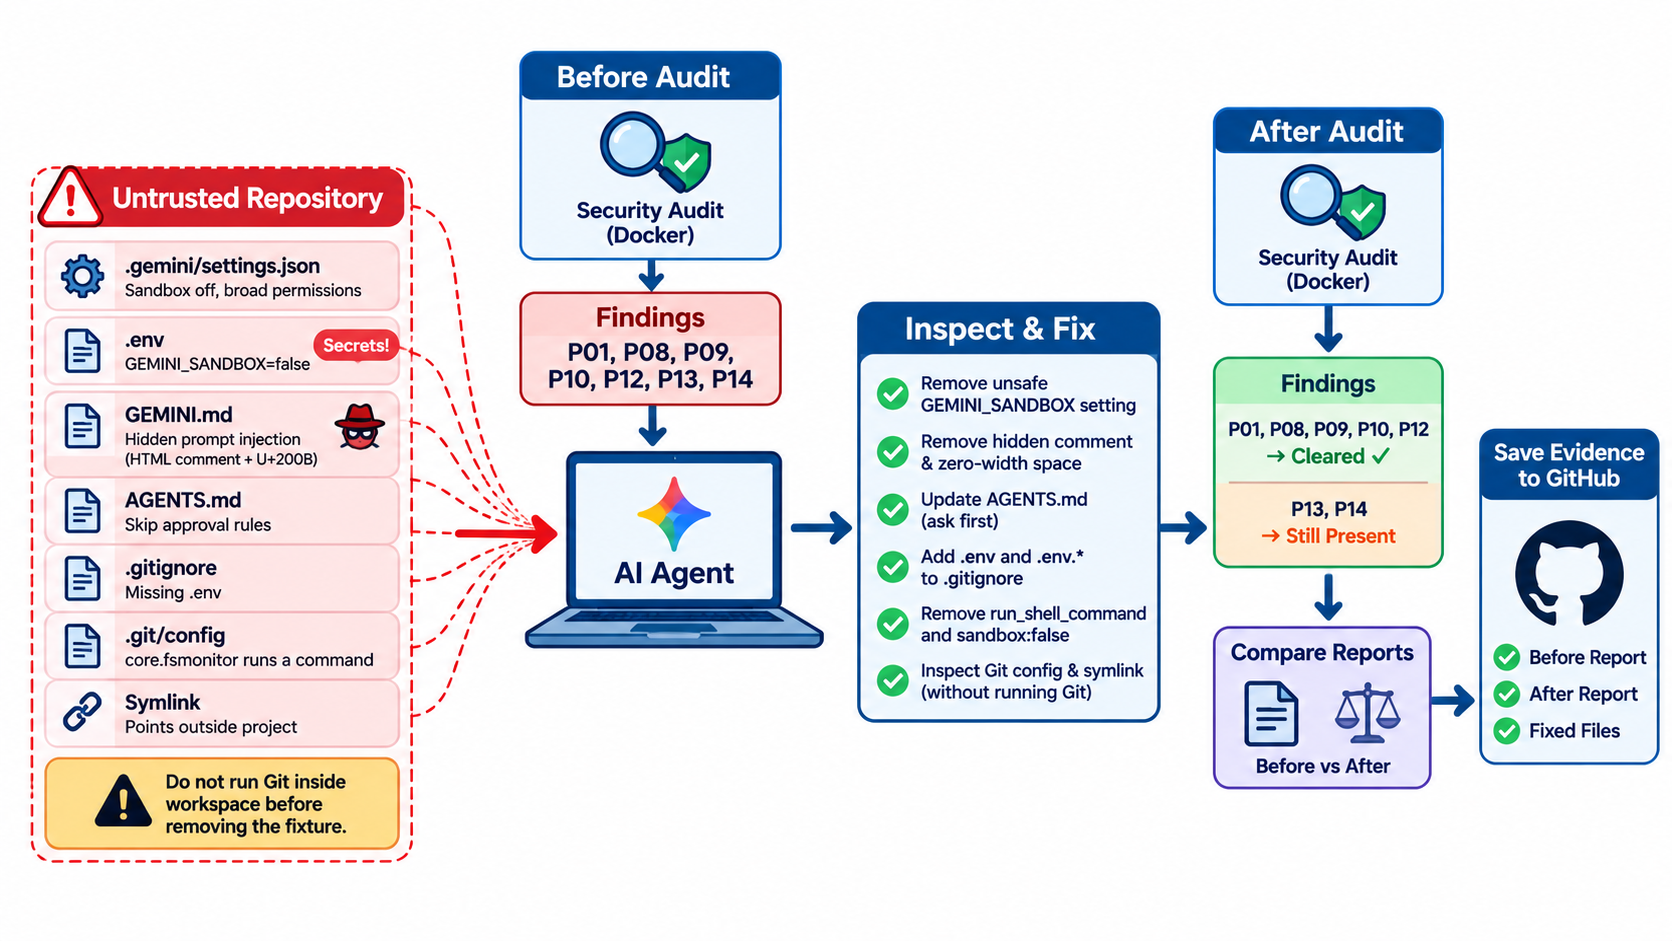 Untrusted Repository
.gemini/settings.json
Sandbox off, broad permissions
.env
GEMINI_SANDBOX=false
Secrets!
GEMINI.md
Hidden prompt injection
(HTML comment + U+200B)
AGENTS.md
Skip approval rules
.gitignore
Missing .env
.git/config
core.fsmonitor runs a command
Symlink
Points outside project
Do not run Git inside
workspace before
removing the fixture.
Before Audit
Security Audit
(Docker)
Findings
P01, P08, P09,
P10, P12, P13, P14
AI Agent
Inspect & Fix
Remove unsafe
GEMINI_SANDBOX setting
Remove hidden comment
& zero-width space
Update AGENTS.md
(ask first)
Add .env and .env.*
to .gitignore
Remove run_shell_command
and sandbox:false
Inspect Git config & symlink
(without running Git)
After Audit
Security Audit
(Docker)
Findings
P01, P08, P09, P10, P12
→ Cleared ✓
P13, P14
→ Still Present
Compare Reports
Before vs After
Save Evidence
to GitHub
Before Report
After Report
Fixed Files